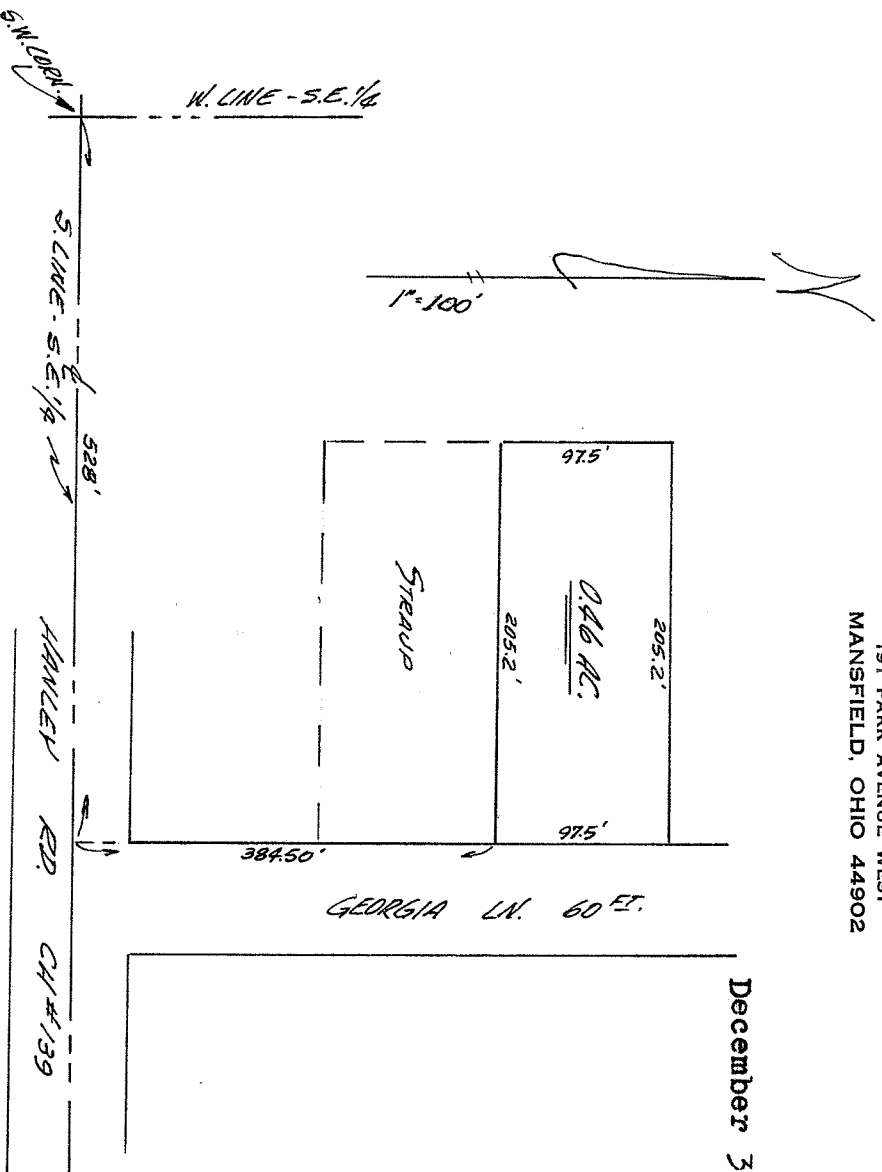 MANSFIELD, OHIO 44902
December 3
S.W. CORN.
W. LINE - S.E. 1/4
1"=100'
S. LINE - S.E. 1/4
528'
97.5'
205.2'
0.46 AC.
205.2'
STRAUP
97.5'
384.50'
GEORGIA LN. 60 FT.
HANLEY RD. CH #139